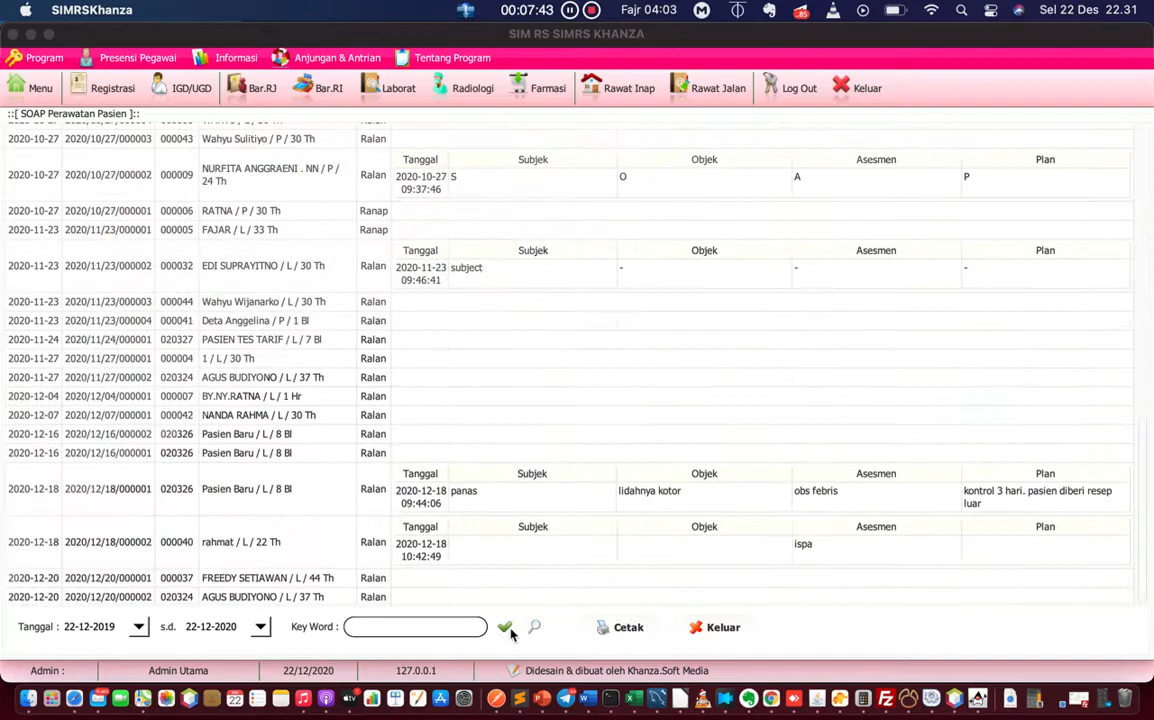 SIMRSKhanza 00:07:43 Fajr 04:03 85 Sel 22 Des 22.31
SIM RS SIMRS KHANZA
Program Presensi Pegawai Informasi Anjungan & Antrian Tentang Program
Menu Registrasi IGD/UGD Bar.RJ Bar.RI Laborat Radiologi Farmasi Rawat Inap Rawat Jalan Log Out Keluar
::[ SOAP Perawatan Pasien ]::
2020-10-27 2020/10/27/000003 000043 Wahyu Sulitiyo / P / 30 Th Ralan
Tanggal Subjek Objek Asesmen Plan
2020-10-27 2020/10/27/000002 000009 NURFITA ANGGRAENI . NN / P / 24 Th Ralan 2020-10-27 09:37:46 S O A P
2020-10-27 2020/10/27/000001 000006 RATNA / P / 30 Th Ranap
2020-11-23 2020/11/23/000001 000005 FAJAR / L / 33 Th Ranap
Tanggal Subjek Objek Asesmen Plan
2020-11-23 2020/11/23/000002 000032 EDI SUPRAYITNO / L / 30 Th Ralan 2020-11-23 09:46:41 subject - - -
2020-11-23 2020/11/23/000003 000044 Wahyu Wijanarko / L / 30 Th Ralan
2020-11-23 2020/11/23/000004 000041 Deta Anggelina / P / 1 Bl Ralan
2020-11-24 2020/11/24/000001 020327 PASIEN TES TARIF / L / 7 Bl Ralan
2020-11-27 2020/11/27/000001 000004 1 / L / 30 Th Ralan
2020-11-27 2020/11/27/000002 020324 AGUS BUDIYONO / L / 37 Th Ralan
2020-12-04 2020/12/04/000001 000007 BY.NY.RATNA / L / 1 Hr Ralan
2020-12-07 2020/12/07/000001 000042 NANDA RAHMA / L / 30 Th Ralan
2020-12-16 2020/12/16/000002 020326 Pasien Baru / L / 8 Bl Ralan
2020-12-16 2020/12/16/000001 020326 Pasien Baru / L / 8 Bl Ralan
Tanggal Subjek Objek Asesmen Plan
2020-12-18 2020/12/18/000001 020326 Pasien Baru / L / 8 Bl Ralan 2020-12-18 09:44:06 panas lidahnya kotor obs febris kontrol 3 hari. pasien diberi resep luar
Tanggal Subjek Objek Asesmen Plan
2020-12-18 2020/12/18/000002 000040 rahmat / L / 22 Th Ralan 2020-12-18 10:42:49 ispa
2020-12-20 2020/12/20/000001 000037 FREEDY SETIAWAN / L / 44 Th Ralan
2020-12-20 2020/12/20/000002 020324 AGUS BUDIYONO / L / 37 Th Ralan
Tanggal : 22-12-2019 s.d. 22-12-2020 Key Word : Cetak Keluar
Admin : Admin Utama 22/12/2020 127.0.0.1 Didesain & dibuat oleh Khanza.Soft Media